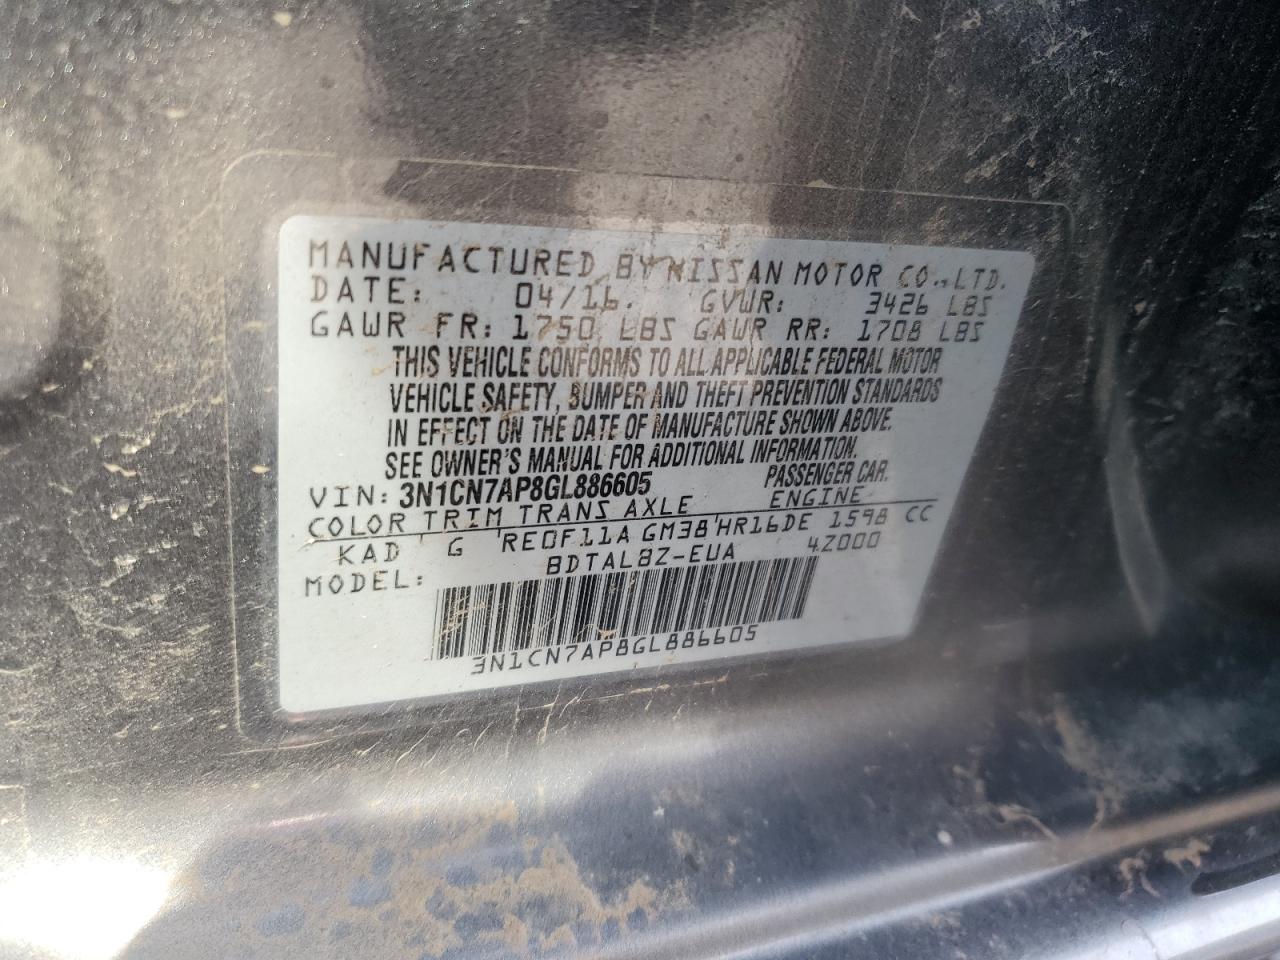 MANUFACTURED BY NISSAN MOTOR CO.,LTD.
DATE: 04/16. GVWR: 3426 LBS
GAWR FR: 1750 LBS GAWR RR: 1708 LBS
THIS VEHICLE CONFORMS TO ALL APPLICABLE FEDERAL MOTOR
VEHICLE SAFETY, BUMPER AND THEFT PREVENTION STANDARDS
IN EFFECT ON THE DATE OF MANUFACTURE SHOWN ABOVE.
SEE OWNER'S MANUAL FOR ADDITIONAL INFORMATION.
VIN: 3N1CN7AP8GL886605 PASSENGER CAR.
COLOR TRIM TRANS AXLE ENGINE
KAD G RE0F11A GM38 HR16DE 1598 CC
MODEL: BDTALBZ-EUA 4Z000
3N1CN7AP8GL886605